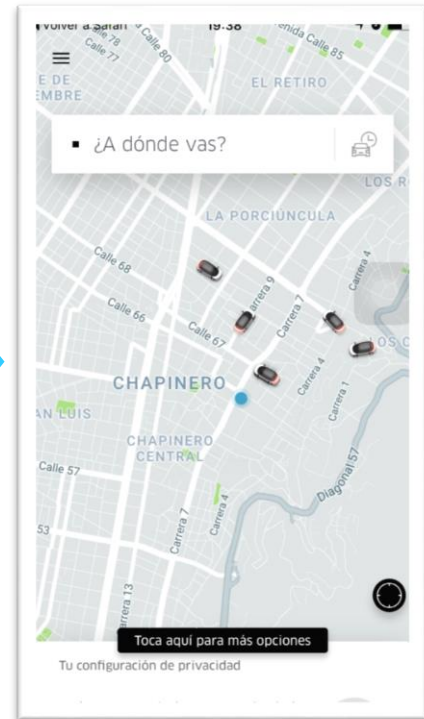 Volver a Safari
19:38
Calle 78
Calle 77
Calle 80
Avenida Calle 85
E DE
EMBRE
EL RETIRO
¿A dónde vas?
LOS R
LA PORCIÚNCULA
Calle 68
Carrera 9
Carrera 4
Calle 66
Calle 67
Carrera 7
LOS C
CHAPINERO
Carrera 4
Carrera 1
AN LUIS
CHAPINERO
CENTRAL
Calle 57
Diagonal 57
53
Carrera 7
Carrera 4
Carrera 13
Toca aquí para más opciones
Tu configuración de privacidad